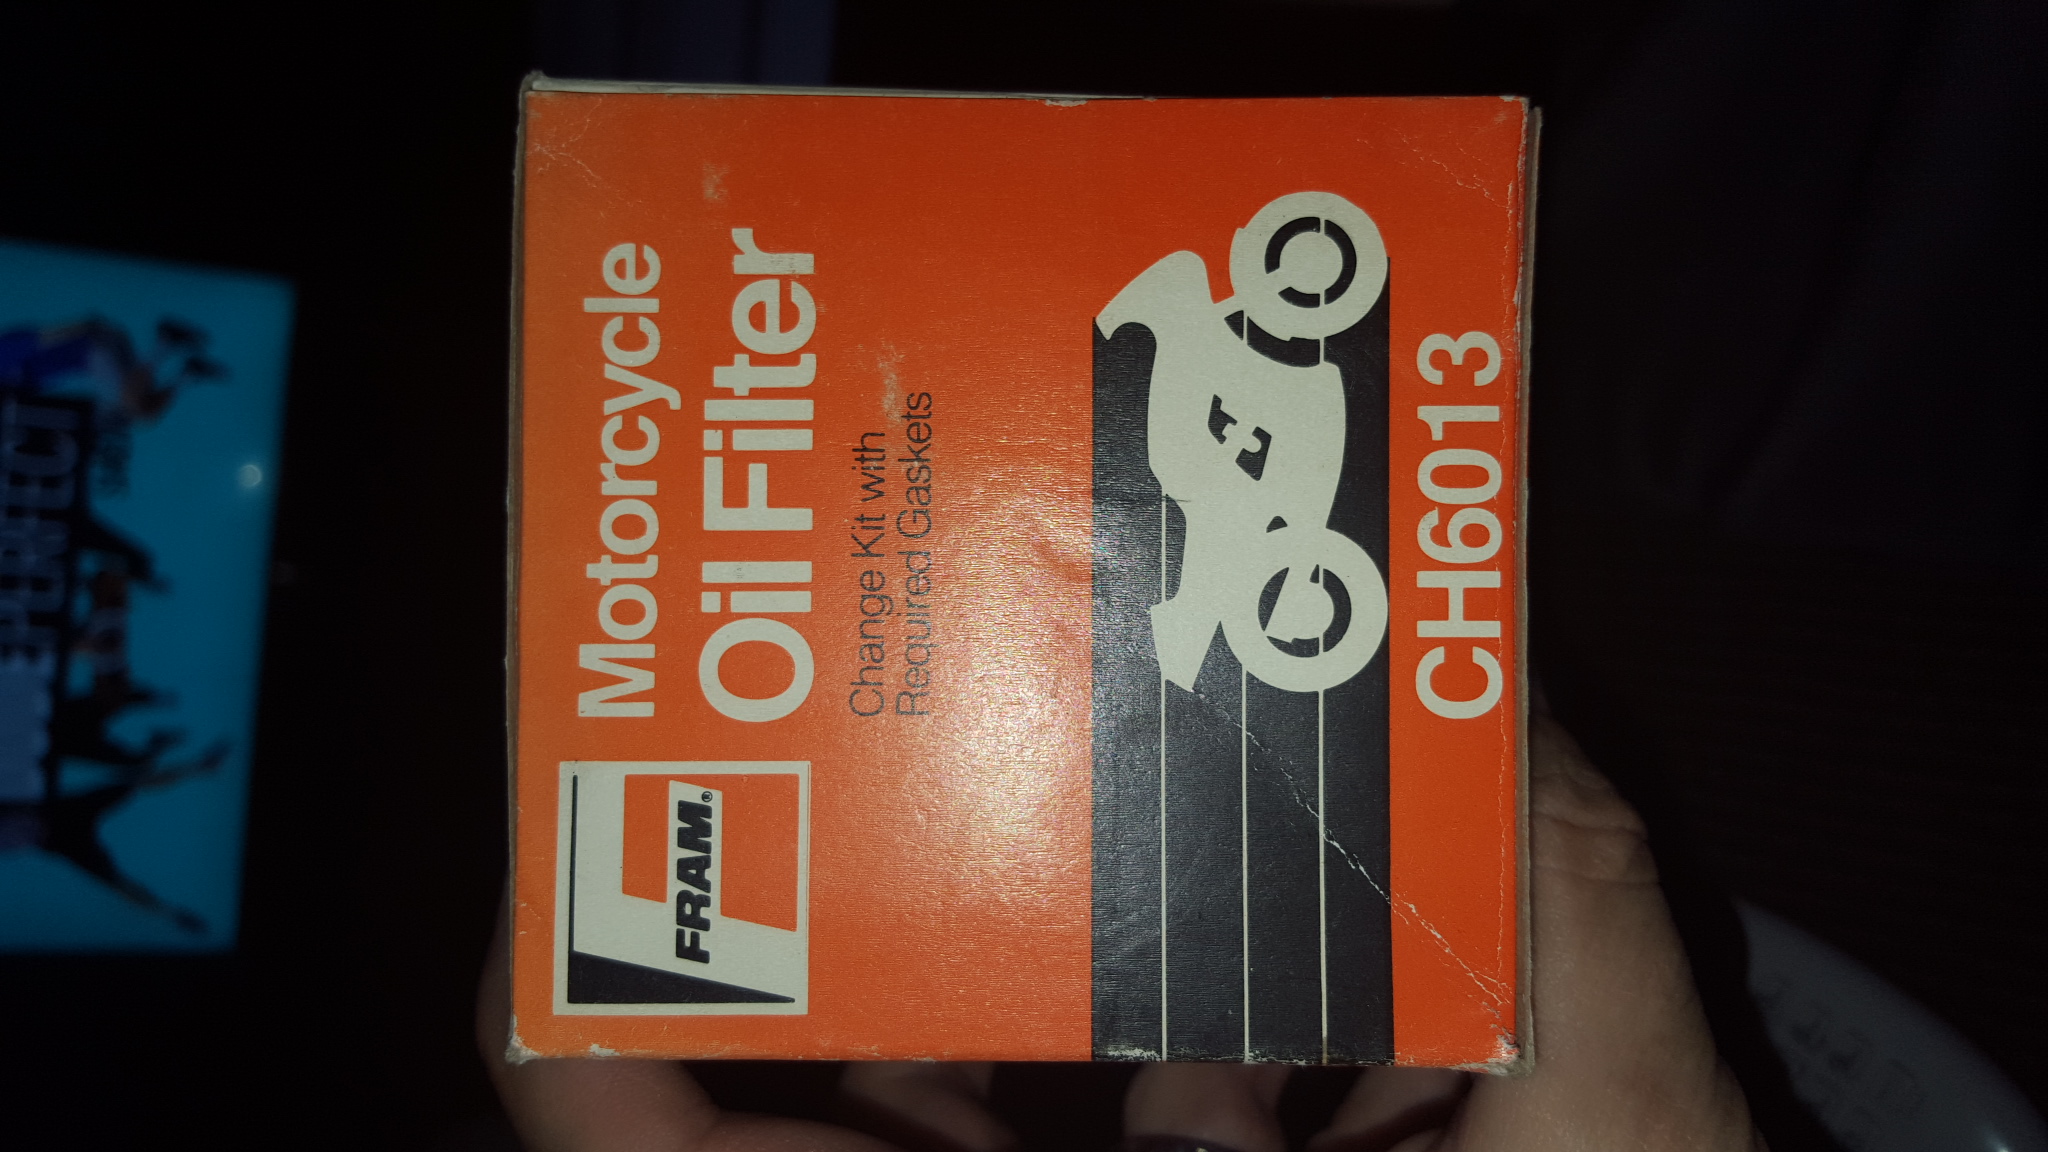 FRAM®
Motorcycle
Oil Filter
Change Kit with
Required Gaskets
CH6013